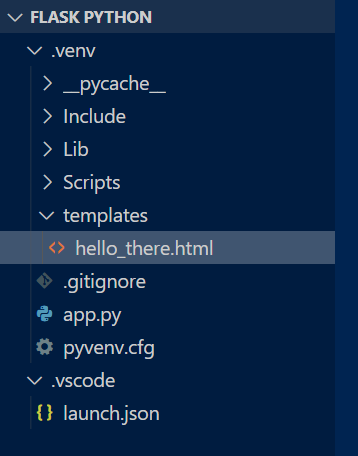 FLASK PYTHON
.venv
__pycache__
Include
Lib
Scripts
templates
hello_there.html
.gitignore
app.py
pyvenv.cfg
.vscode
launch.json